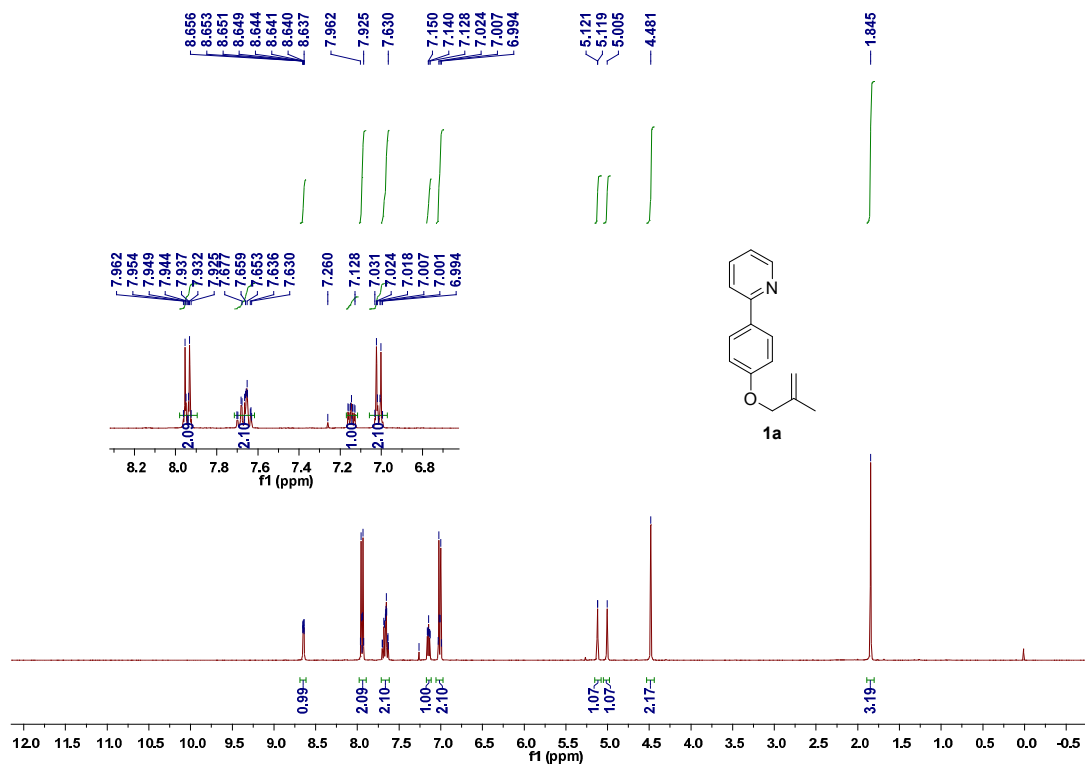 8.656 8.653 8.651 8.649 8.644 8.641 8.640 8.637 7.962 7.925 7.630 7.150 7.140 7.128 7.024 7.007 6.994 5.121 5.119 5.005 4.481 1.845
7.962 7.954 7.949 7.944 7.937 7.932 7.925 7.677 7.659 7.653 7.636 7.630 7.260 7.128 7.031 7.024 7.018 7.007 7.001 6.994
N
O
1a
2.09 2.10 1.00 2.10
8.2 8.0 7.8 7.6 7.4 7.2 7.0 6.8
f1 (ppm)
0.99 2.09 2.10 1.00 2.10 1.07 1.07 2.17 3.19
12.0 11.5 11.0 10.5 10.0 9.5 9.0 8.5 8.0 7.5 7.0 6.5 6.0 5.5 5.0 4.5 4.0 3.5 3.0 2.5 2.0 1.5 1.0 0.5 0.0 -0.5
f1 (ppm)